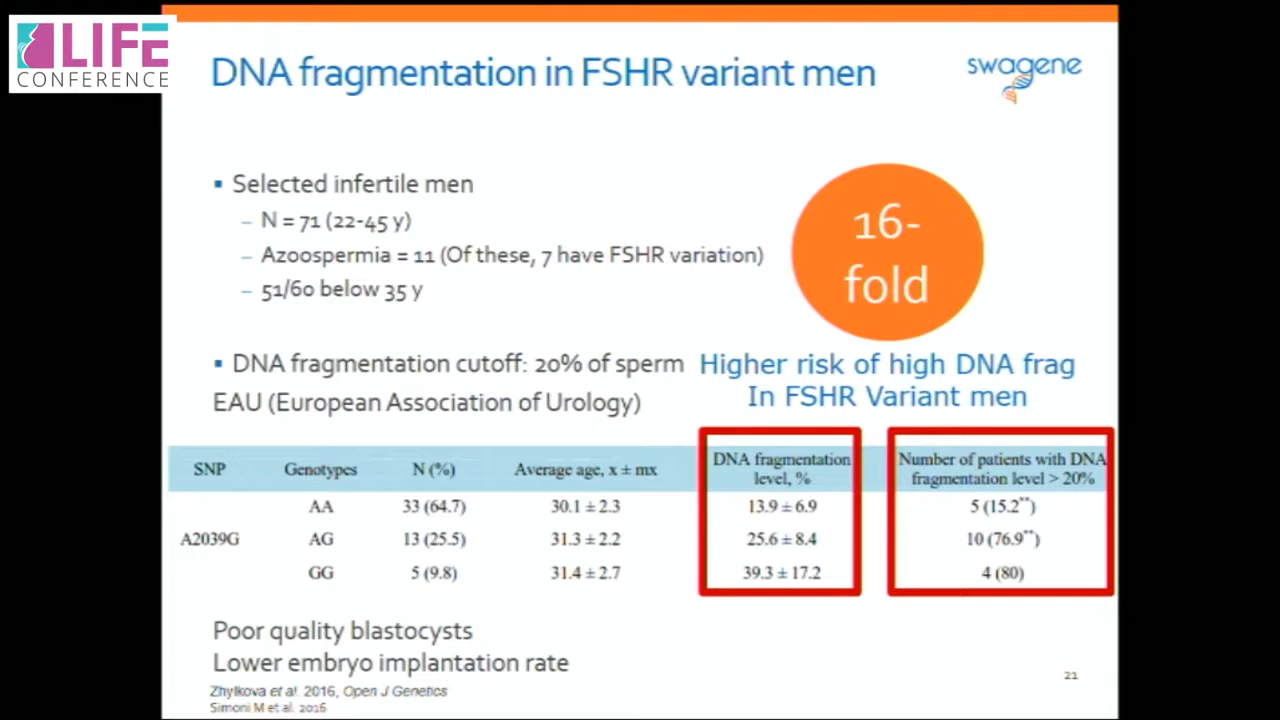 LIFE
CONFERENCE
DNA fragmentation in FSHR variant men
swagene
▪ Selected infertile men
– N = 71 (22-45 y)
– Azoospermia = 11 (Of these, 7 have FSHR variation)
– 51/60 below 35 y
16-
fold
▪ DNA fragmentation cutoff: 20% of sperm
EAU (European Association of Urology)
Higher risk of high DNA frag
In FSHR Variant men
SNP Genotypes N (%) Average age, x ± mx DNA fragmentation level, % Number of patients with DNA fragmentation level > 20%
AA 33 (64.7) 30.1 ± 2.3 13.9 ± 6.9 5 (15.2**)
A2039G AG 13 (25.5) 31.3 ± 2.2 25.6 ± 8.4 10 (76.9**)
GG 5 (9.8) 31.4 ± 2.7 39.3 ± 17.2 4 (80)
Poor quality blastocysts
Lower embryo implantation rate
Zhylkova et al. 2016, Open J Genetics
Simoni M et al. 2016
21